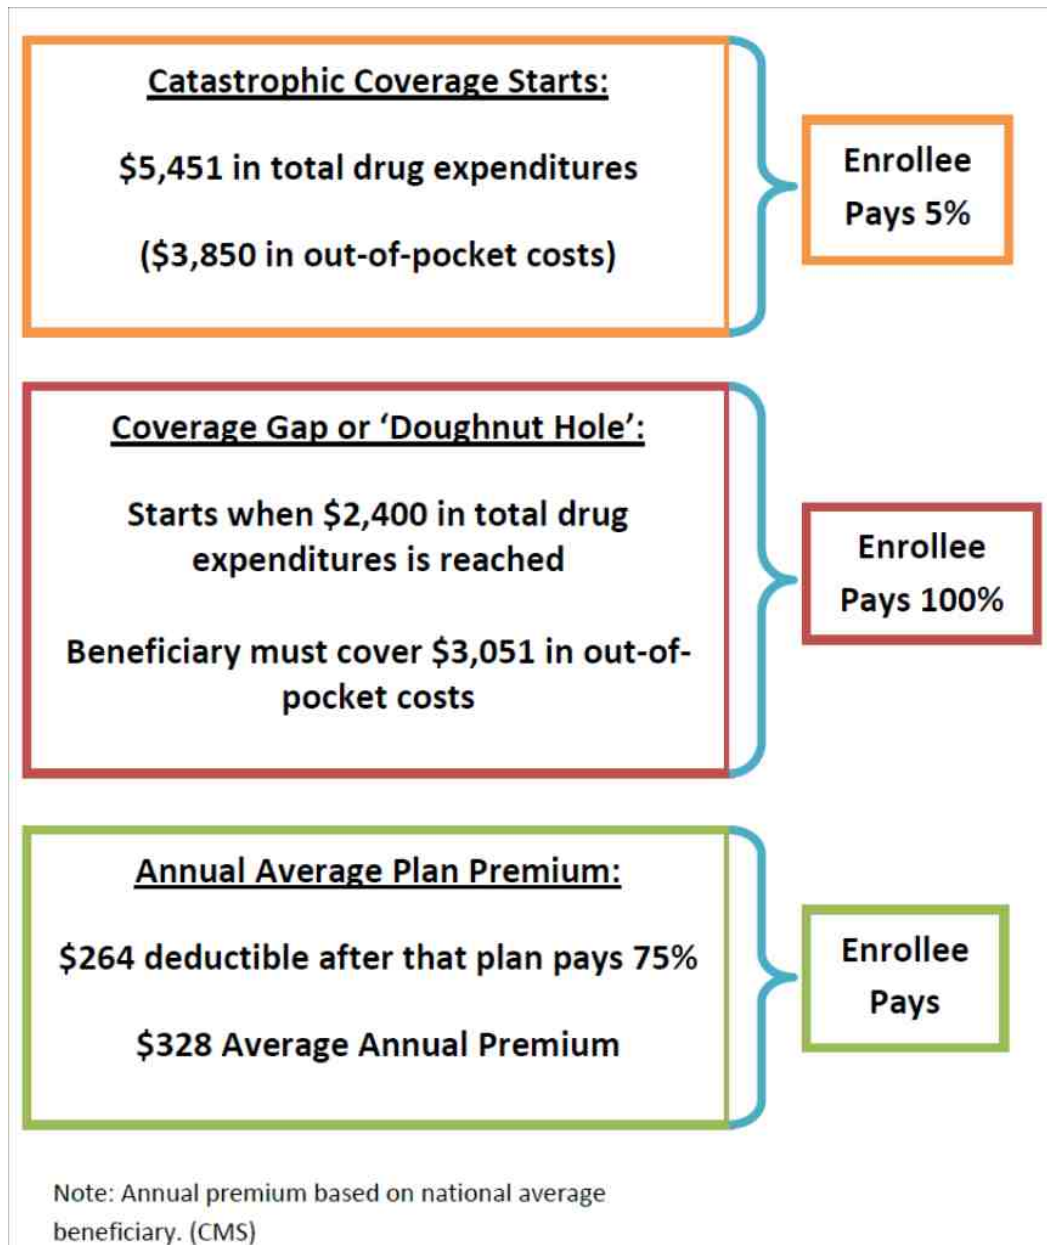 Catastrophic Coverage Starts:
$5,451 in total drug expenditures
($3,850 in out-of-pocket costs)
Enrollee
Pays 5%
Coverage Gap or ‘Doughnut Hole’:
Starts when $2,400 in total drug
expenditures is reached
Beneficiary must cover $3,051 in out-of-
pocket costs
Enrollee
Pays 100%
Annual Average Plan Premium:
$264 deductible after that plan pays 75%
$328 Average Annual Premium
Enrollee
Pays
Note: Annual premium based on national average
beneficiary. (CMS)